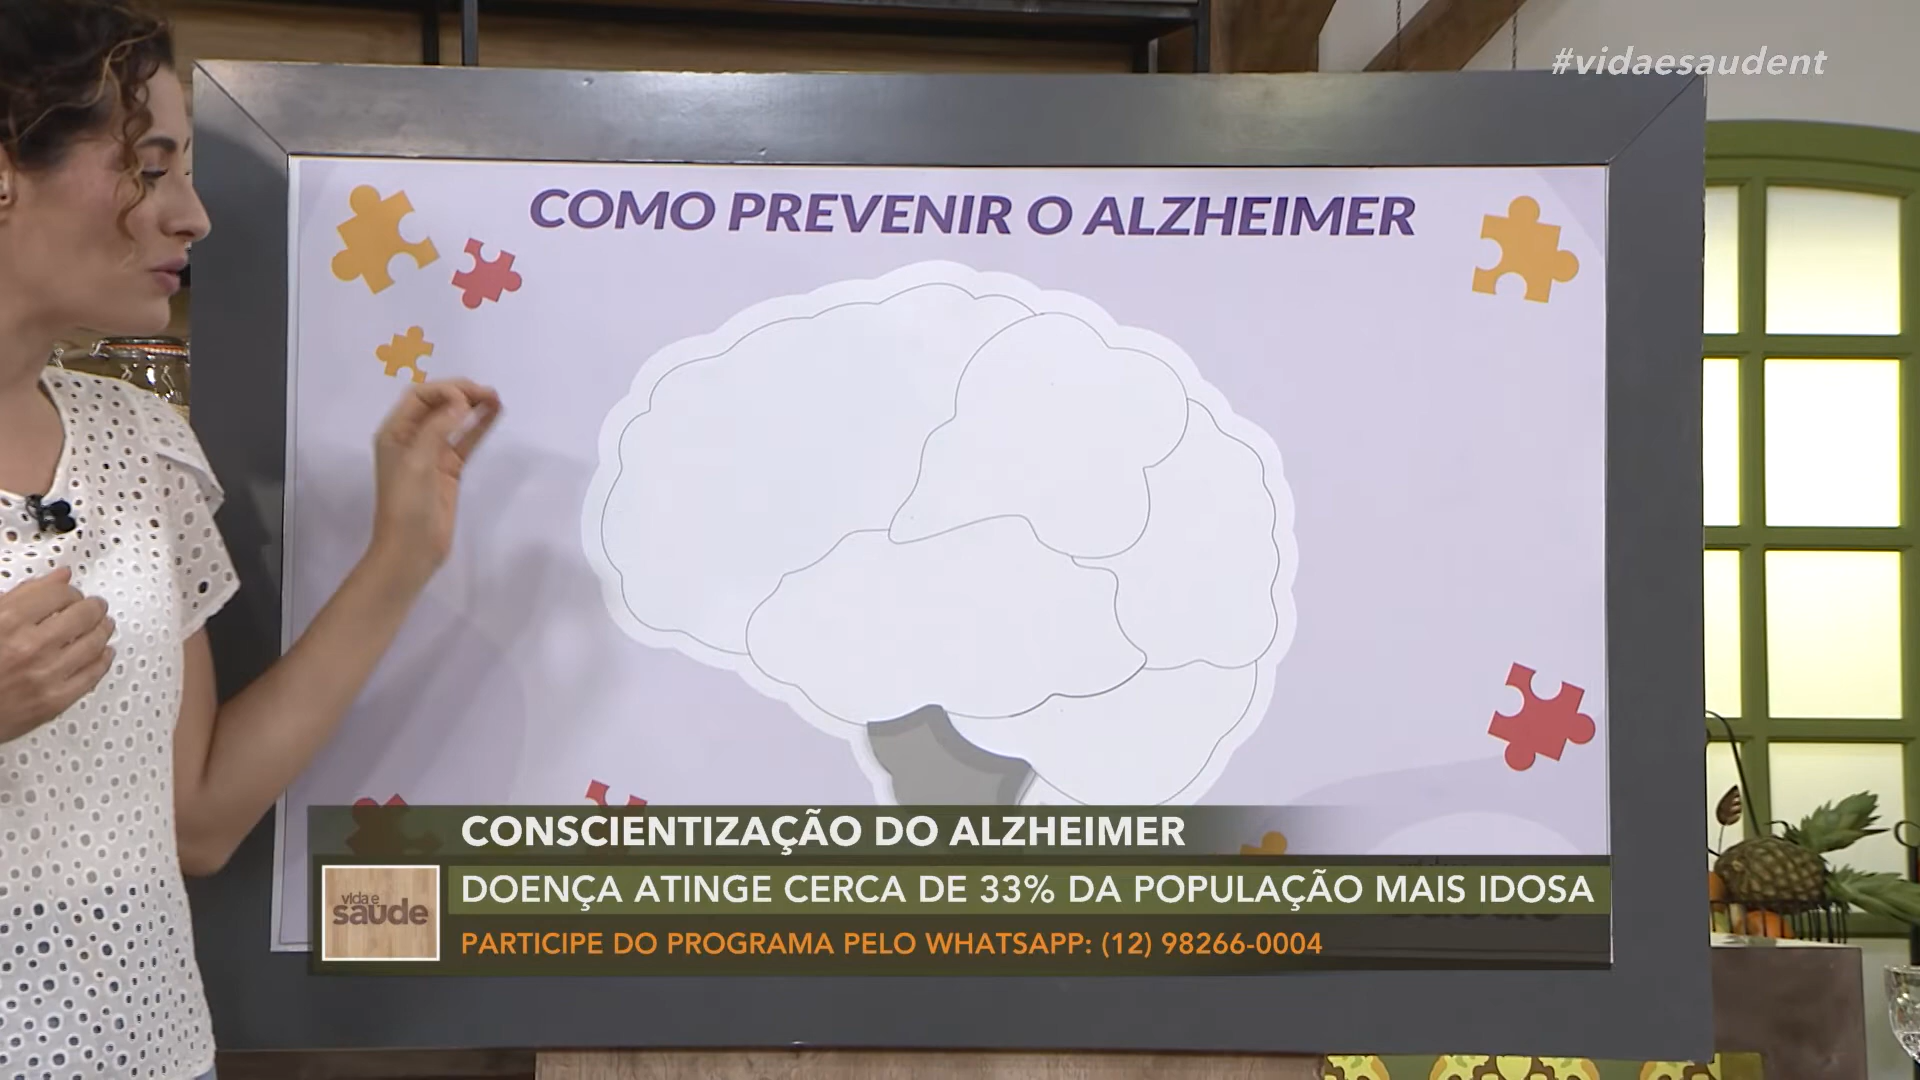 #vidaesaudent
COMO PREVENIR O ALZHEIMER
CONSCIENTIZAÇÃO DO ALZHEIMER
vida e
saúde
DOENÇA ATINGE CERCA DE 33% DA POPULAÇÃO MAIS IDOSA
PARTICIPE DO PROGRAMA PELO WHATSAPP: (12) 98266-0004